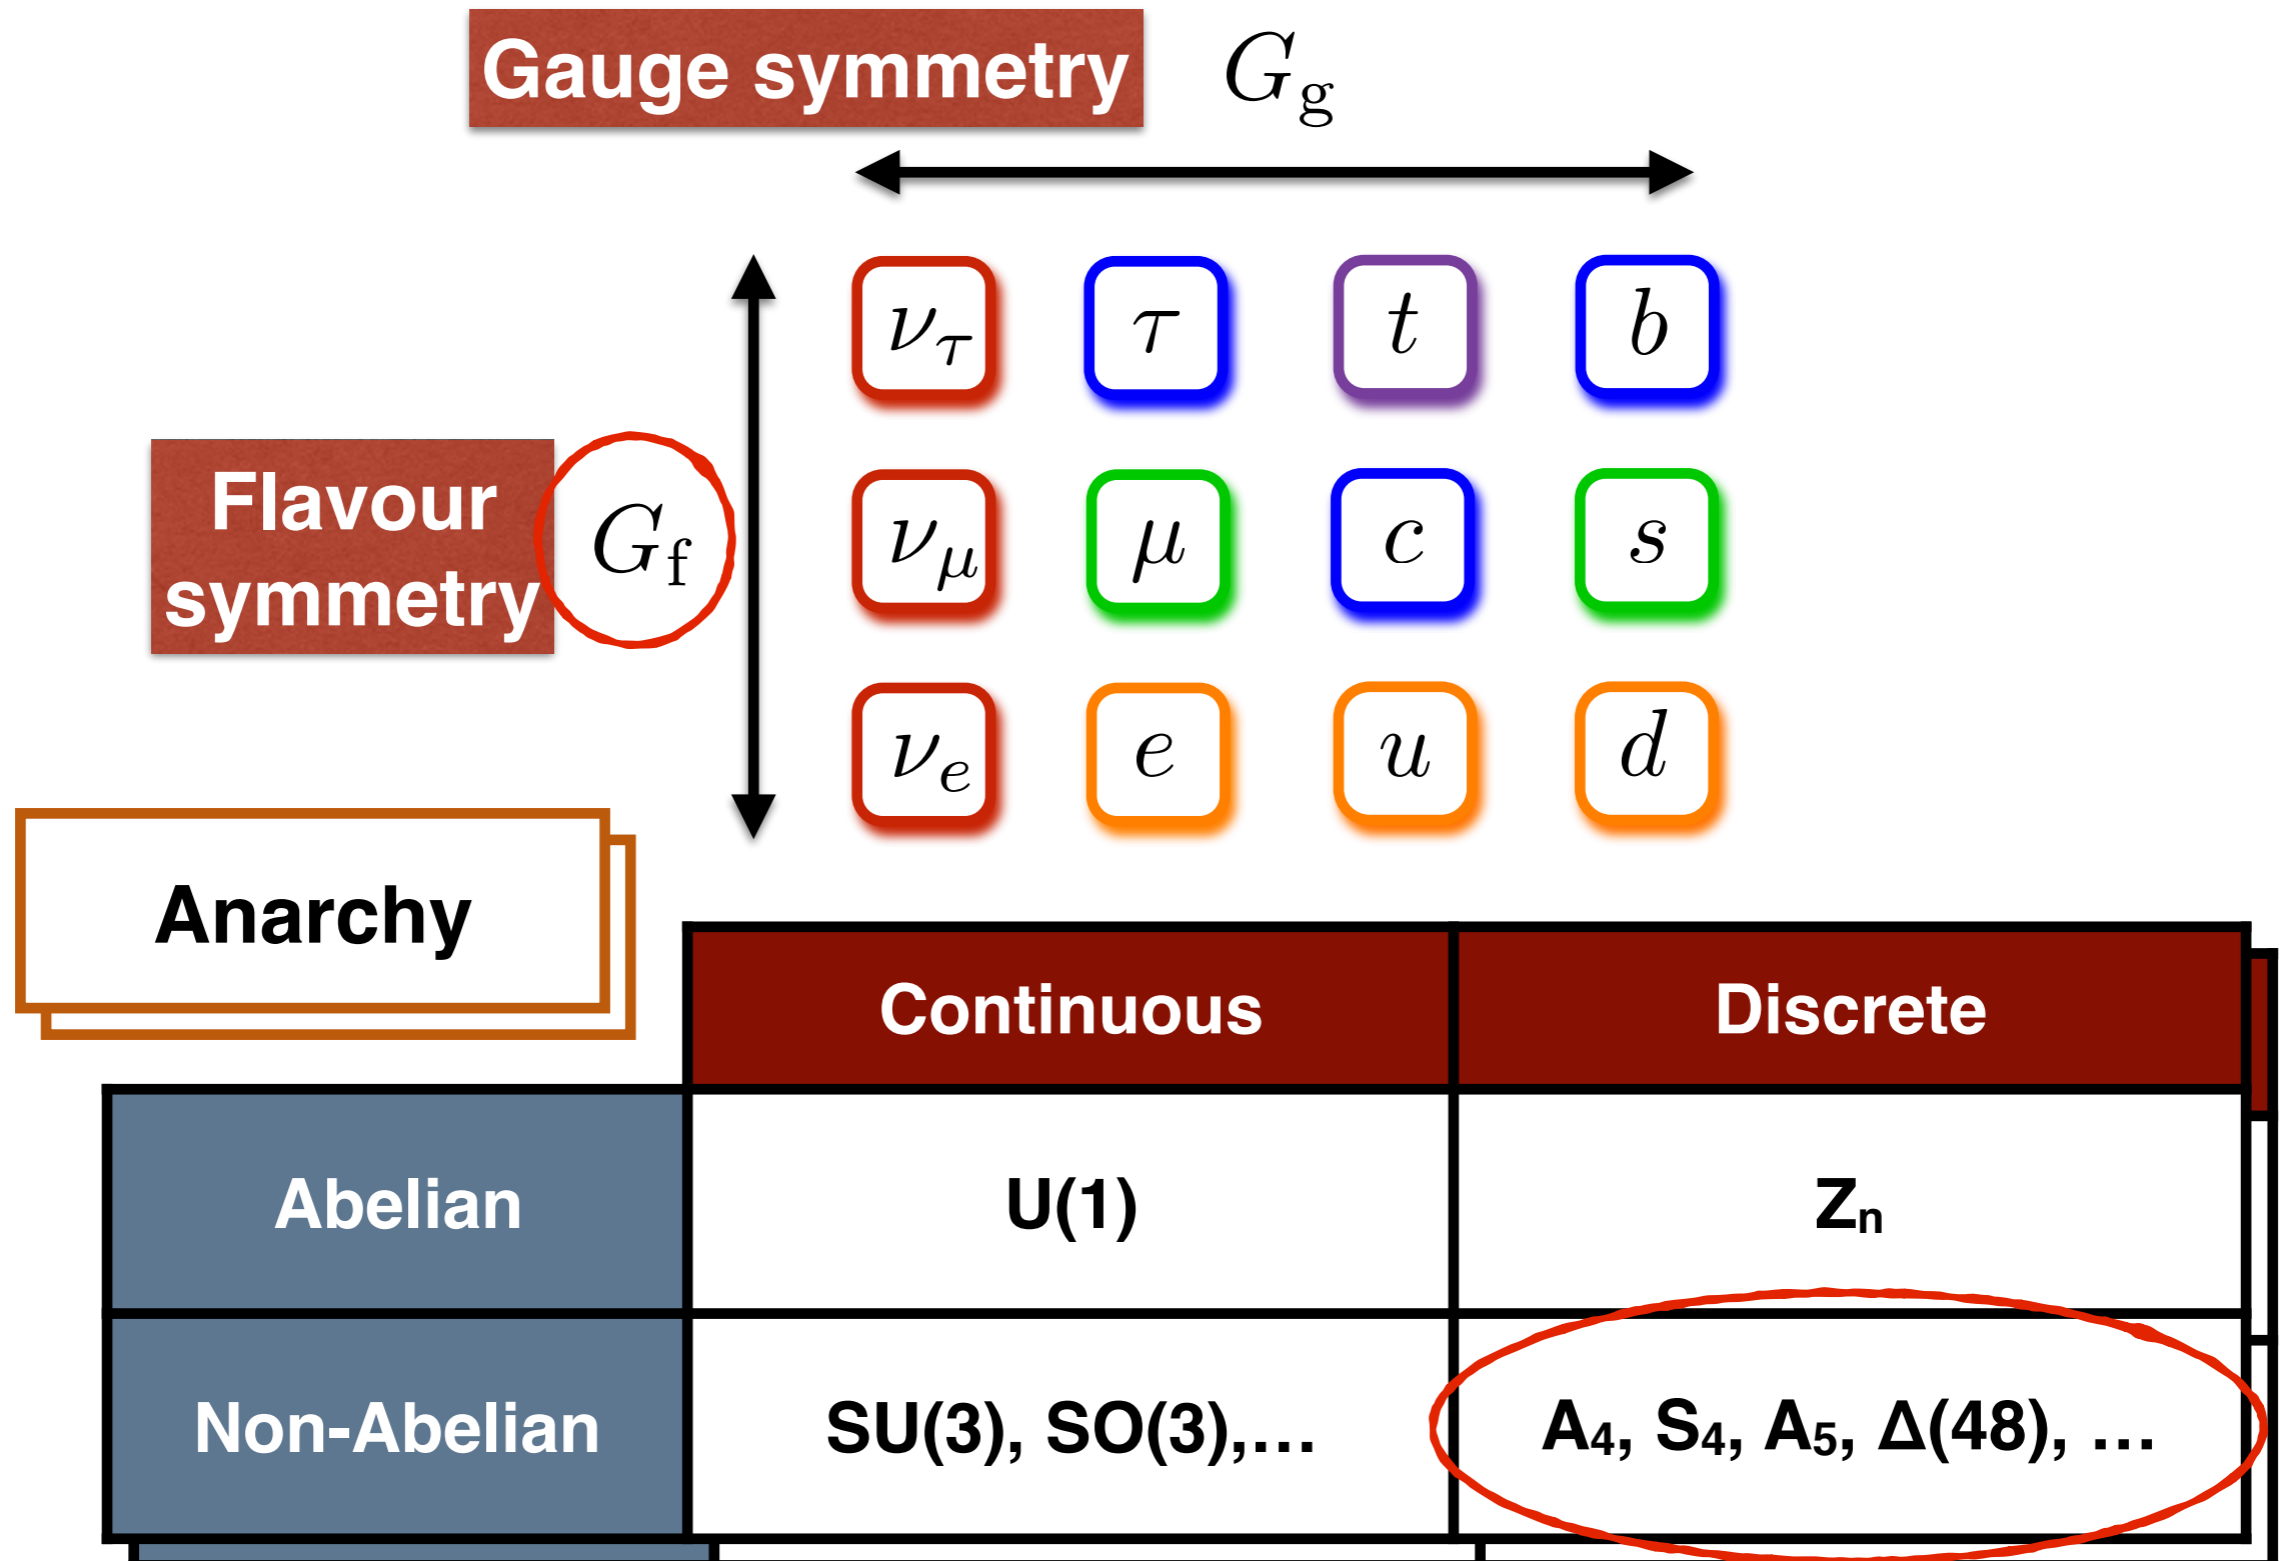 Gauge symmetry G_g
ν_τ τ t b
Flavour
symmetry G_f
ν_μ μ c s
ν_e e u d
Anarchy
Continuous Discrete
Abelian U(1) Z_n
Non-Abelian SU(3), SO(3),… A₄, S₄, A₅, Δ(48), …